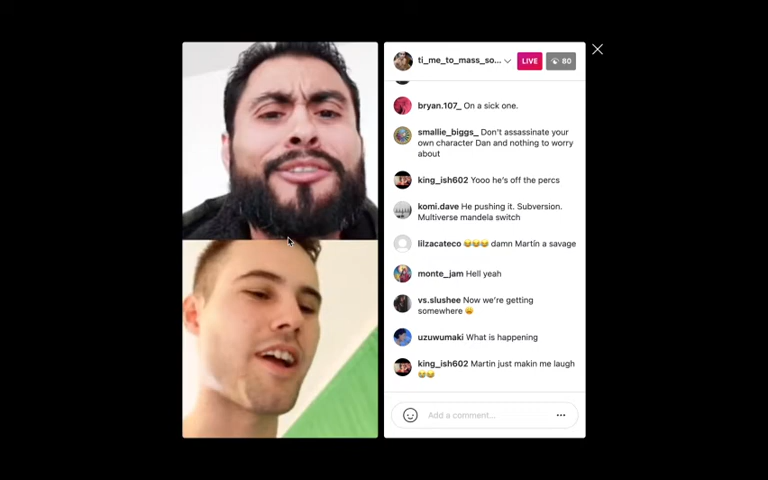 ti_me_to_mass_so...
LIVE
80
bryan.107_ On a sick one.
smallie_biggs_ Don't assassinate your
own character Dan and nothing to worry
about
king_ish602 Yooo he's off the percs
komi.dave He pushing it. Subversion.
Multiverse mandela switch
lilzacateco 😂😂😂 damn Martín a savage
monte_jam Hell yeah
vs.slushee Now we're getting
somewhere 😩
uzuwumaki What is happening
king_ish602 Martin just makin me laugh
😂😂
Add a comment...